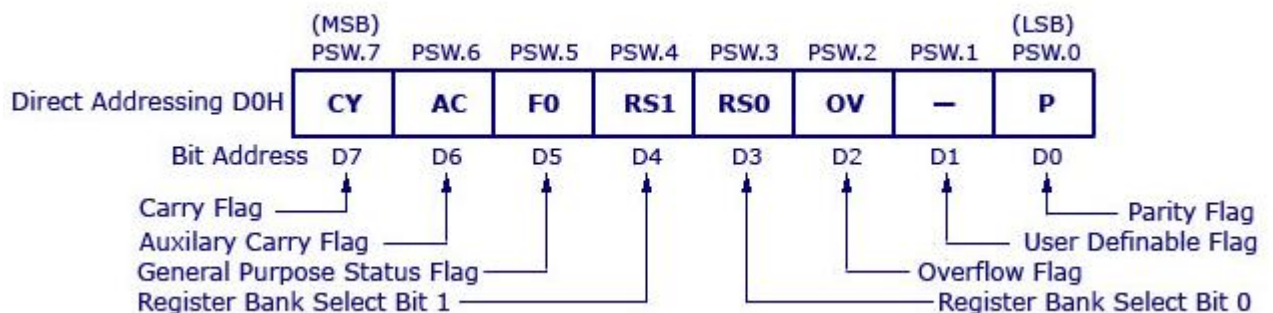 (MSB) (LSB)
PSW.7 PSW.6 PSW.5 PSW.4 PSW.3 PSW.2 PSW.1 PSW.0
Direct Addressing D0H CY AC F0 RS1 RS0 OV — P
Bit Address D7 D6 D5 D4 D3 D2 D1 D0
Carry Flag Parity Flag
Auxilary Carry Flag User Definable Flag
General Purpose Status Flag Overflow Flag
Register Bank Select Bit 1 Register Bank Select Bit 0